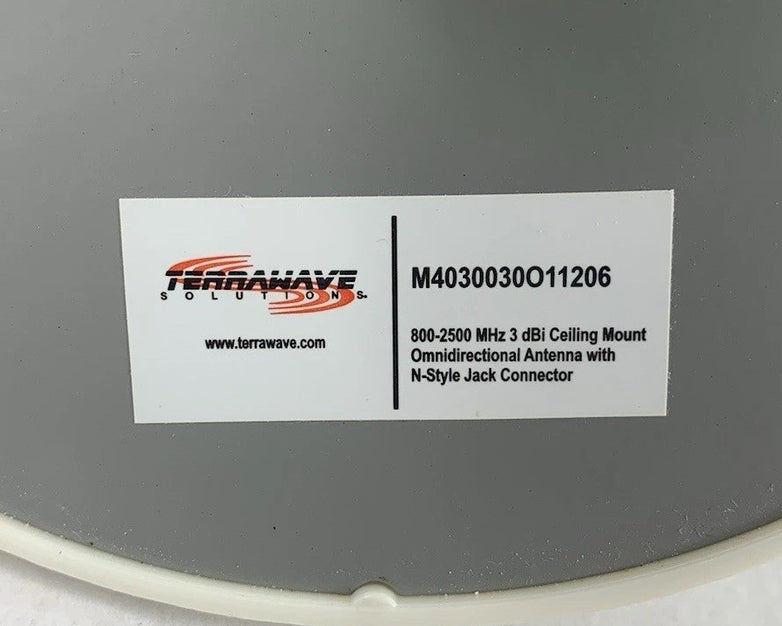 TERRAWAVE
SOLUTIONS.
www.terrawave.com
M4030030O11206
800-2500 MHz 3 dBi Ceiling Mount
Omnidirectional Antenna with
N-Style Jack Connector